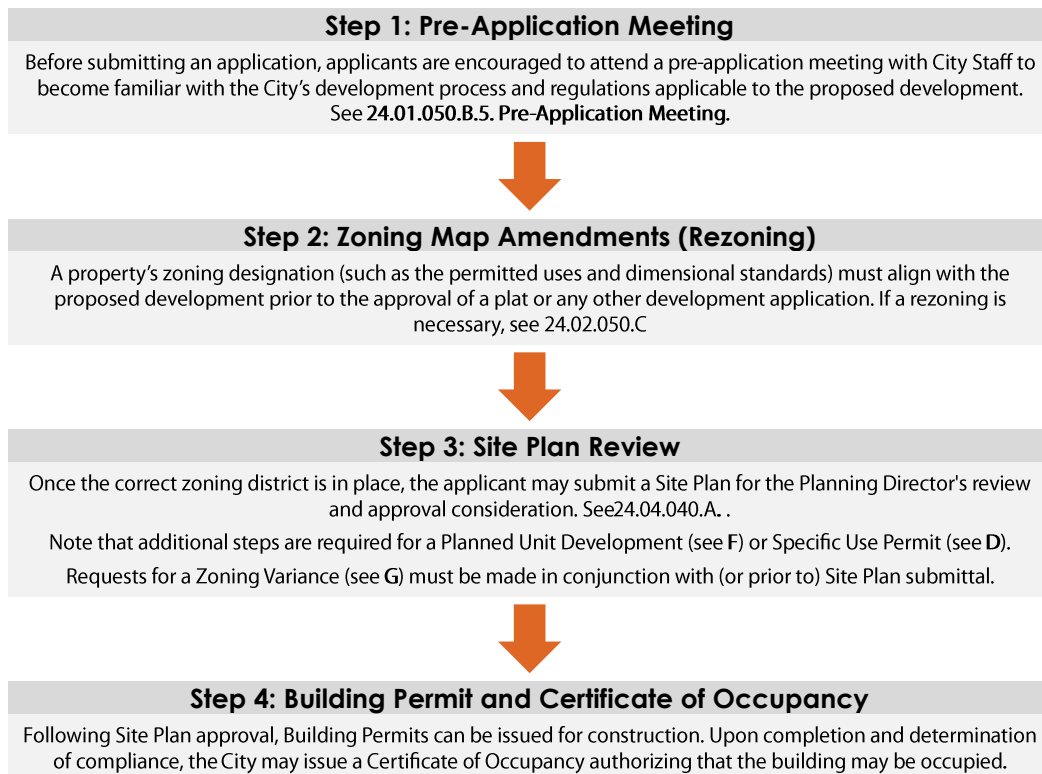 Step 1: Pre-Application Meeting
Before submitting an application, applicants are encouraged to attend a pre-application meeting with City Staff to
become familiar with the City's development process and regulations applicable to the proposed development.
See 24.01.050.B.5. Pre-Application Meeting.
Step 2: Zoning Map Amendments (Rezoning)
A property's zoning designation (such as the permitted uses and dimensional standards) must align with the
proposed development prior to the approval of a plat or any other development application. If a rezoning is
necessary, see 24.02.050.C
Step 3: Site Plan Review
Once the correct zoning district is in place, the applicant may submit a Site Plan for the Planning Director's review
and approval consideration. See24.04.040.A. .
Note that additional steps are required for a Planned Unit Development (see F) or Specific Use Permit (see D).
Requests for a Zoning Variance (see G) must be made in conjunction with (or prior to) Site Plan submittal.
Step 4: Building Permit and Certificate of Occupancy
Following Site Plan approval, Building Permits can be issued for construction. Upon completion and determination
of compliance, the City may issue a Certificate of Occupancy authorizing that the building may be occupied.